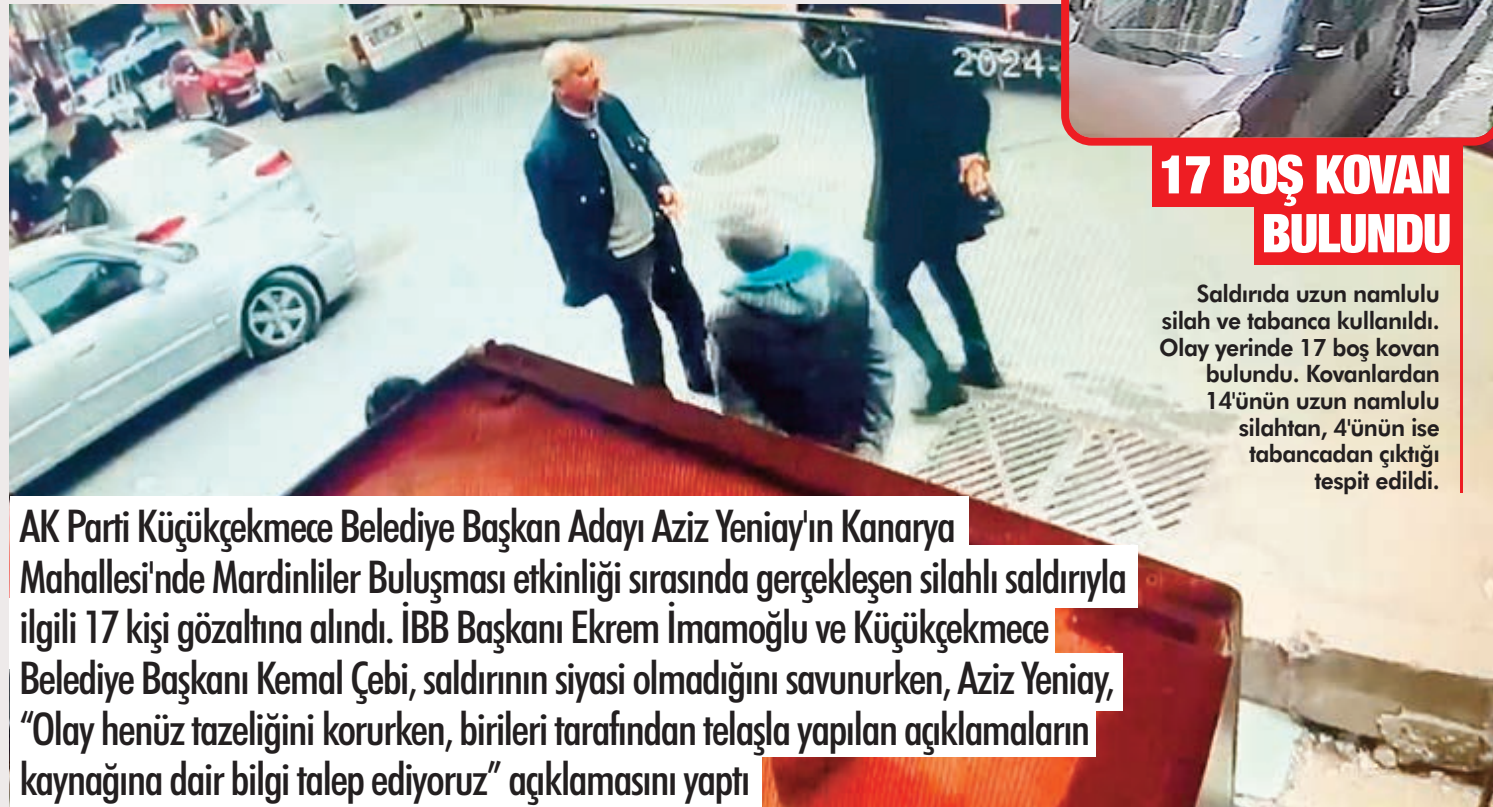 2024-
17 BOŞ KOVAN
BULUNDU
Saldırıda uzun namlulu
silah ve tabanca kullanıldı.
Olay yerinde 17 boş kovan
bulundu. Kovanlardan
14'ünün uzun namlulu
silahtan, 4'ünün ise
tabancadan çıktığı
tespit edildi.
AK Parti Küçükçekmece Belediye Başkan Adayı Aziz Yeniay'ın Kanarya
Mahallesi'nde Mardinliler Buluşması etkinliği sırasında gerçekleşen silahlı saldırıyla
ilgili 17 kişi gözaltına alındı. İBB Başkanı Ekrem İmamoğlu ve Küçükçekmece
Belediye Başkanı Kemal Çebi, saldırının siyasi olmadığını savunurken, Aziz Yeniay,
“Olay henüz tazeliğini korurken, birileri tarafından telaşla yapılan açıklamaların
kaynağına dair bilgi talep ediyoruz” açıklamasını yaptı